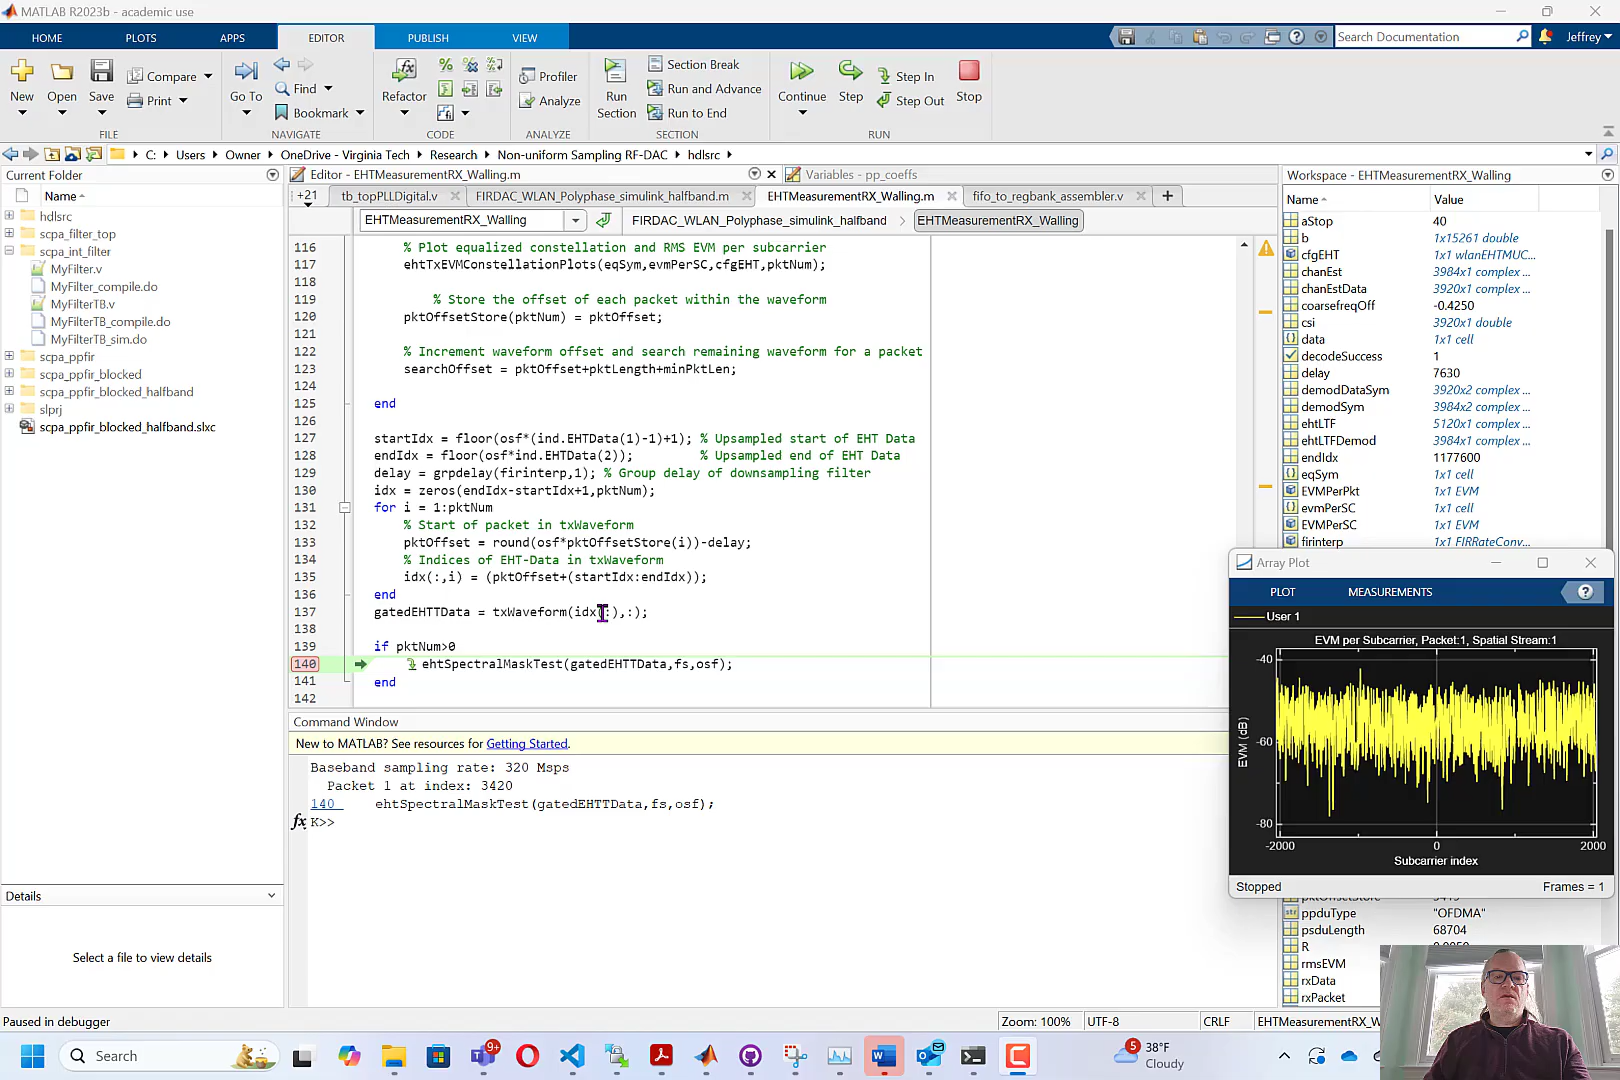 MATLAB R2023b - academic use
HOME PLOTS APPS EDITOR PUBLISH VIEW
Search Documentation
Jeffrey
New Open Save Compare Print
Go To Find Bookmark
Refactor
Profiler Analyze
Run Section
Section Break
Run and Advance
Run to End
Continue Step Step In Step Out Stop
FILE NAVIGATE CODE ANALYZE SECTION RUN
C: Users Owner OneDrive - Virginia Tech Research Non-uniform Sampling RF-DAC hdlsrc
Current Folder
Name
hdlsrc
scpa_filter_top
scpa_int_filter
MyFilter.v
MyFilter_compile.do
MyFilterTB.v
MyFilterTB_compile.do
MyFilterTB_sim.do
scpa_ppfir
scpa_ppfir_blocked
scpa_ppfir_blocked_halfband
slprj
scpa_ppfir_blocked_halfband.slxc
Details
Select a file to view details
Editor - EHTMeasurementRX_Walling.m
Variables - pp_coeffs
+21 tb_topPLLDigital.v FIRDAC_WLAN_Polyphase_simulink_halfband.m EHTMeasurementRX_Walling.m fifo_to_regbank_assembler.v
EHTMeasurementRX_Walling FIRDAC_WLAN_Polyphase_simulink_halfband EHTMeasurementRX_Walling
116 % Plot equalized constellation and RMS EVM per subcarrier
117 ehtTxEVMConstellationPlots(eqSym,evmPerSC,cfgEHT,pktNum);
118
119 % Store the offset of each packet within the waveform
120 pktOffsetStore(pktNum) = pktOffset;
121
122 % Increment waveform offset and search remaining waveform for a packet
123 searchOffset = pktOffset+pktLength+minPktLen;
124
125 end
126
127 startIdx = floor(osf*(ind.EHTData(1)-1)+1); % Upsampled start of EHT Data
128 endIdx = floor(osf*ind.EHTData(2)); % Upsampled end of EHT Data
129 delay = grpdelay(firinterp,1); % Group delay of downsampling filter
130 idx = zeros(endIdx-startIdx+1,pktNum);
131 for i = 1:pktNum
132 % Start of packet in txWaveform
133 pktOffset = round(osf*pktOffsetStore(i))-delay;
134 % Indices of EHT-Data in txWaveform
135 idx(:,i) = (pktOffset+(startIdx:endIdx));
136 end
137 gatedEHTTData = txWaveform(idx(:),:);
138
139 if pktNum>0
140 ehtSpectralMaskTest(gatedEHTTData,fs,osf);
141 end
142
Command Window
New to MATLAB? See resources for Getting Started.
Baseband sampling rate: 320 Msps
Packet 1 at index: 3420
140 ehtSpectralMaskTest(gatedEHTTData,fs,osf);
fx K>>
Workspace - EHTMeasurementRX_Walling
Name Value
aStop 40
b 1x15261 double
cfgEHT 1x1 wlanEHTMUC...
chanEst 3984x1 complex ...
chanEstData 3920x1 complex ...
coarsefreqOff -0.4250
csi 3920x1 double
data 1x1 cell
decodeSuccess 1
delay 7630
demodDataSym 3920x2 complex ...
demodSym 3984x2 complex ...
ehtLTF 5120x1 complex ...
ehtLTFDemod 3984x1 complex ...
endIdx 1177600
eqSym 1x1 cell
EVMPerPkt 1x1 EVM
evmPerSC 1x1 cell
EVMPerSC 1x1 EVM
firinterp 1x1 FIRRateConv...
Array Plot
PLOT MEASUREMENTS
User 1
EVM per Subcarrier, Packet:1, Spatial Stream:1
-40
-60
-80
EVM (dB)
-2000 0 2000
Subcarrier index
Stopped Frames = 1
ppduType "OFDMA"
psduLength 68704
R
rmsEVM
rxData
rxPacket
Paused in debugger
Zoom: 100% UTF-8 CRLF EHTMeasurementRX_Wa
Search
9+
5
38°F
Cloudy